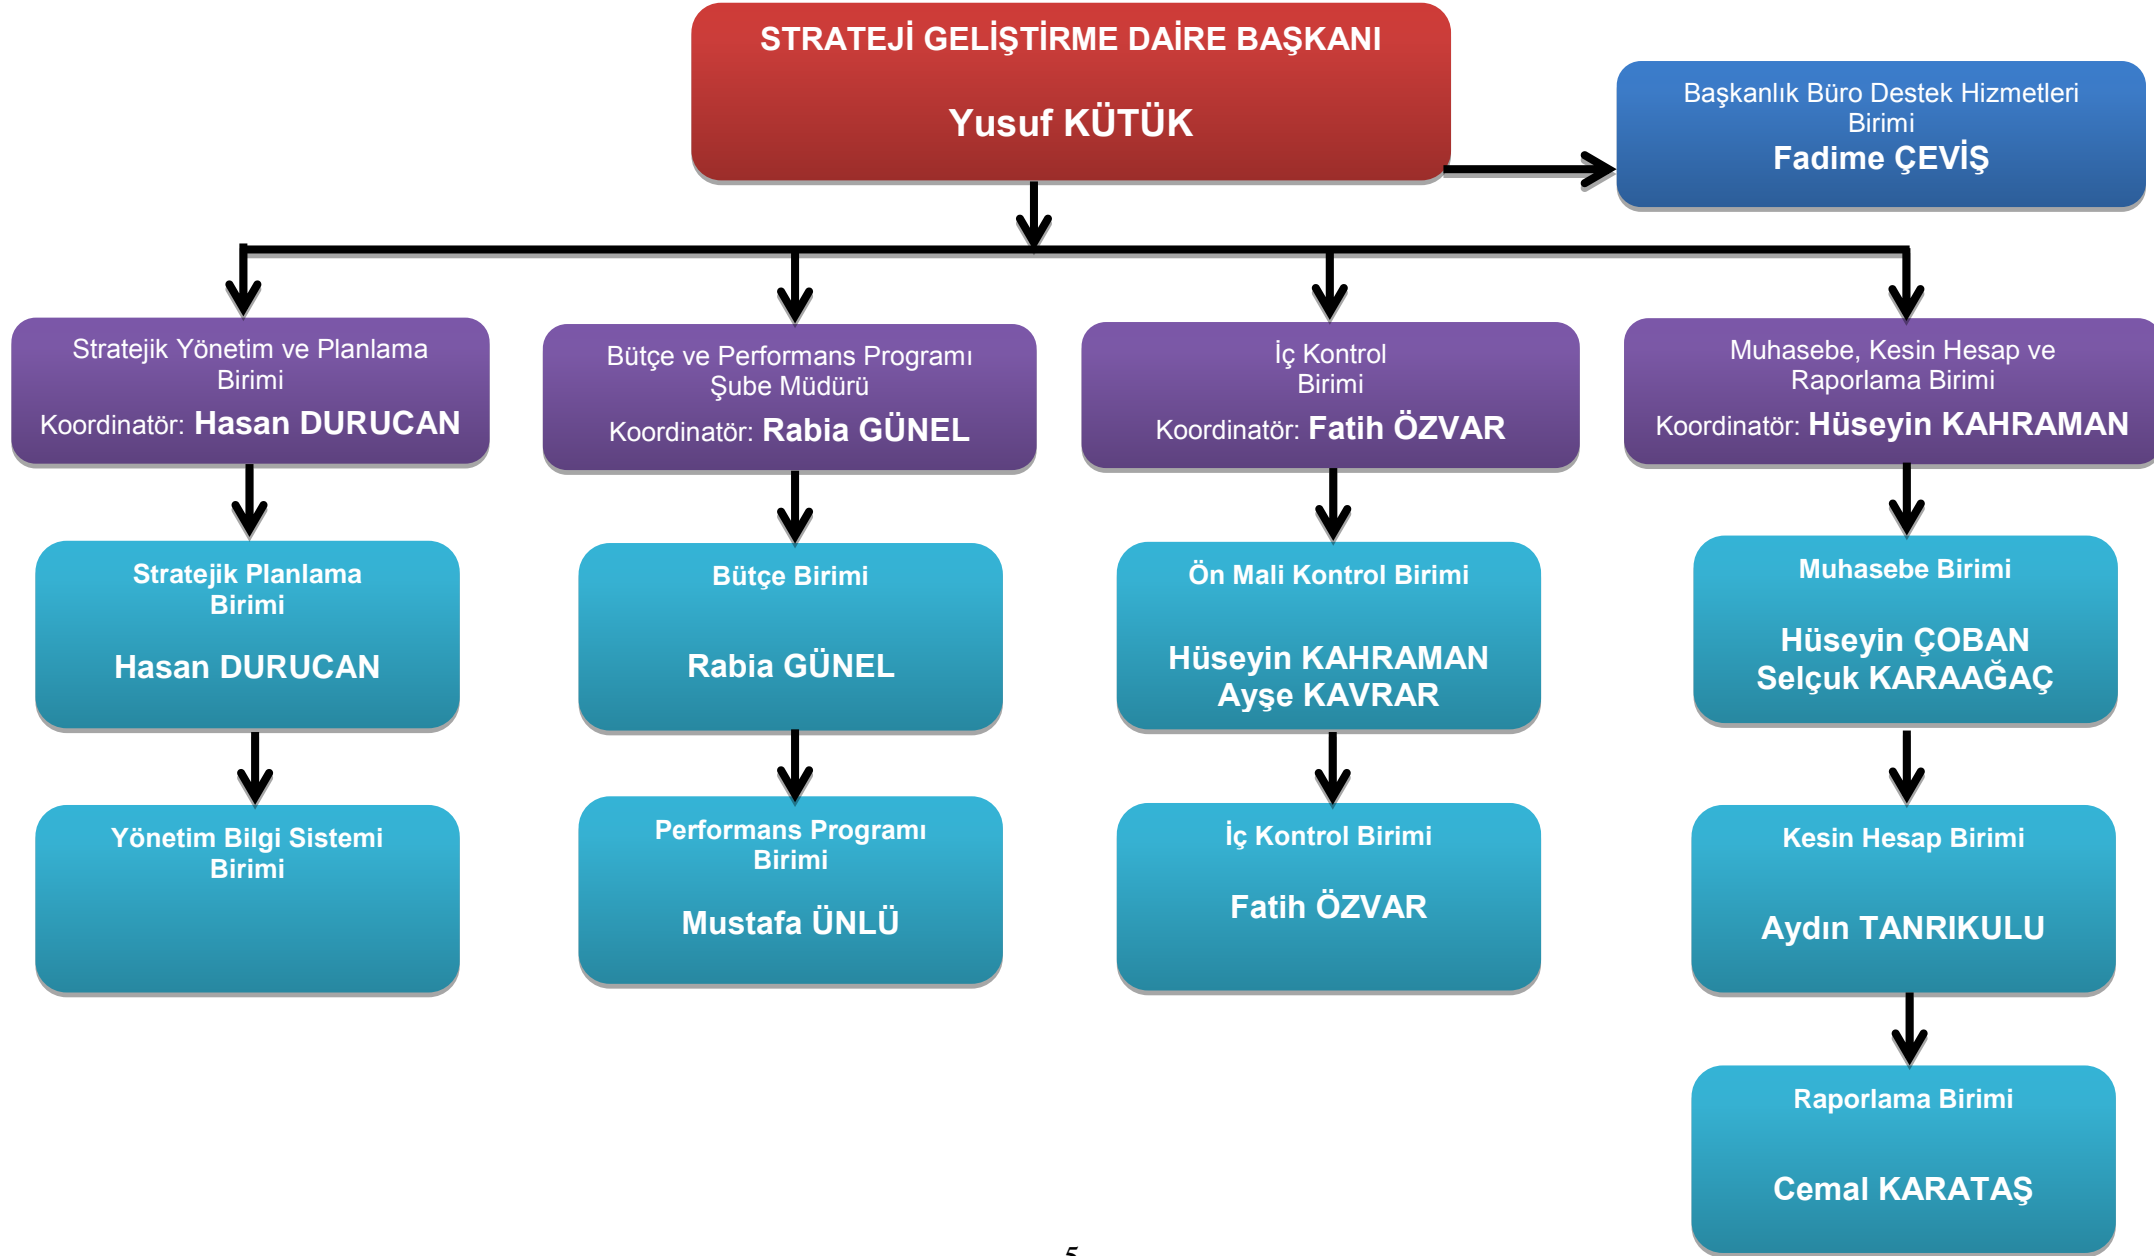 STRATEJİ GELİŞTİRME DAİRE BAŞKANI
Yusuf KÜTÜK
Başkanlık Büro Destek Hizmetleri
Birimi
Fadime ÇEVİŞ
Stratejik Yönetim ve Planlama
Birimi
Koordinatör: Hasan DURUCAN
Bütçe ve Performans Programı
Şube Müdürü
Koordinatör: Rabia GÜNEL
İç Kontrol
Birimi
Koordinatör: Fatih ÖZVAR
Muhasebe, Kesin Hesap ve
Raporlama Birimi
Koordinatör: Hüseyin KAHRAMAN
Stratejik Planlama
Birimi
Hasan DURUCAN
Bütçe Birimi
Rabia GÜNEL
Ön Mali Kontrol Birimi
Hüseyin KAHRAMAN
Ayşe KAVRAR
Muhasebe Birimi
Hüseyin ÇOBAN
Selçuk KARAAĞAÇ
Yönetim Bilgi Sistemi
Birimi
Performans Programı
Birimi
Mustafa ÜNLÜ
İç Kontrol Birimi
Fatih ÖZVAR
Kesin Hesap Birimi
Aydın TANRIKULU
Raporlama Birimi
Cemal KARATAŞ
5